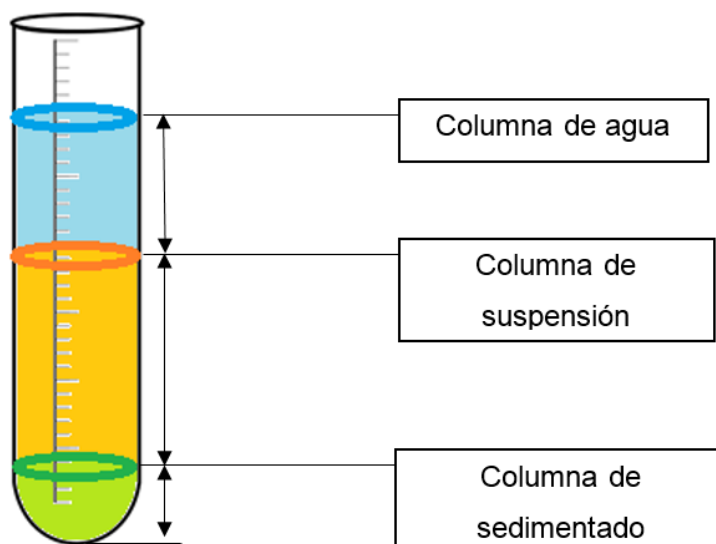 Columna de agua
Columna de
suspensión
Columna de
sedimentado